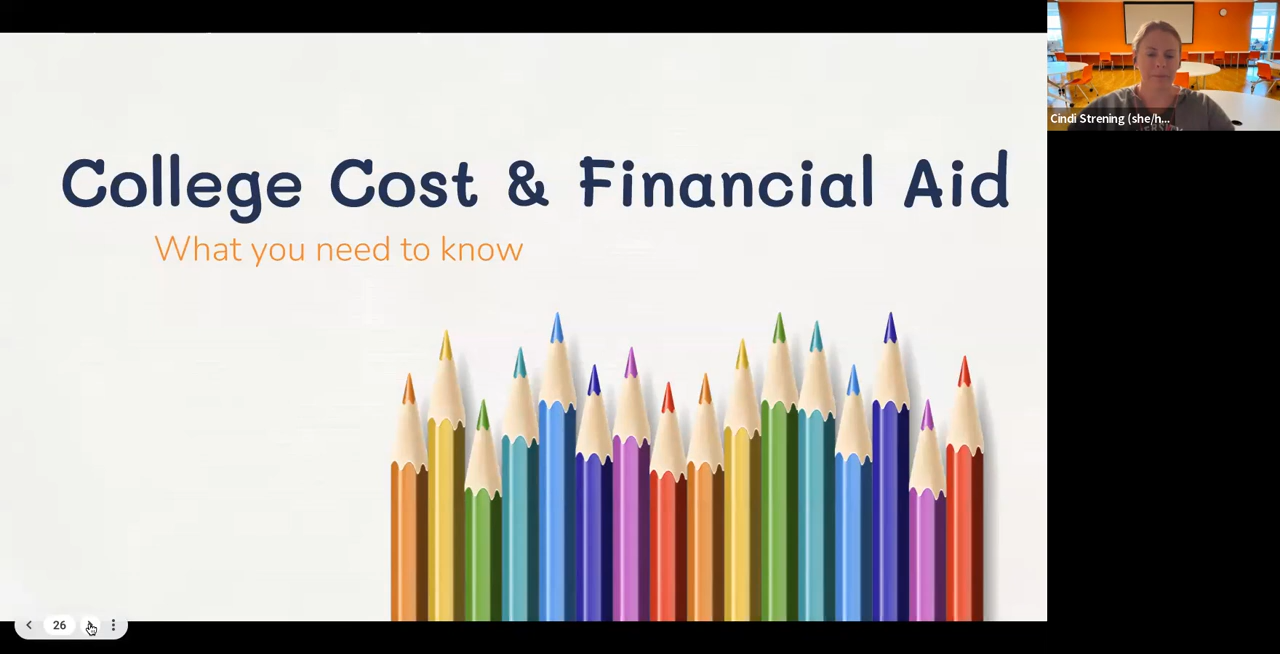 College Cost & Financial Aid
What you need to know
Cindi Strening (she/h...
26